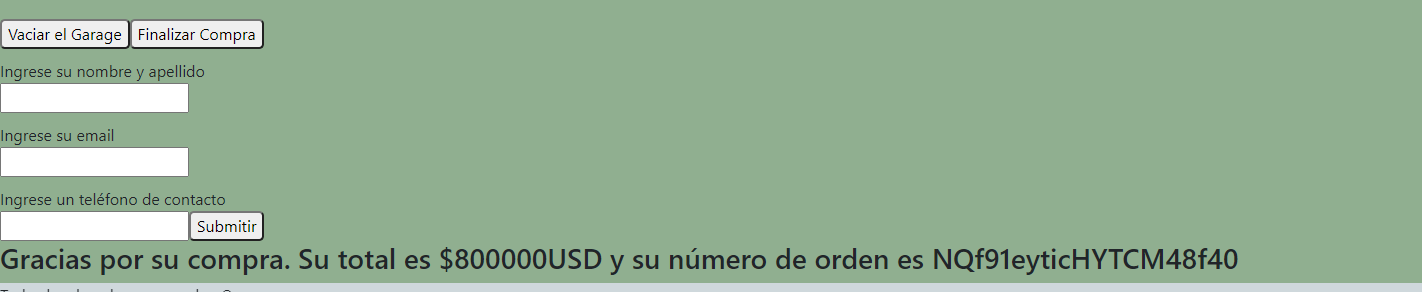 Vaciar el Garage Finalizar Compra
Ingrese su nombre y apellido
Ingrese su email
Ingrese un teléfono de contacto
Submitir
Gracias por su compra. Su total es $800000USD y su número de orden es NQf91eyticHYTCM48f40